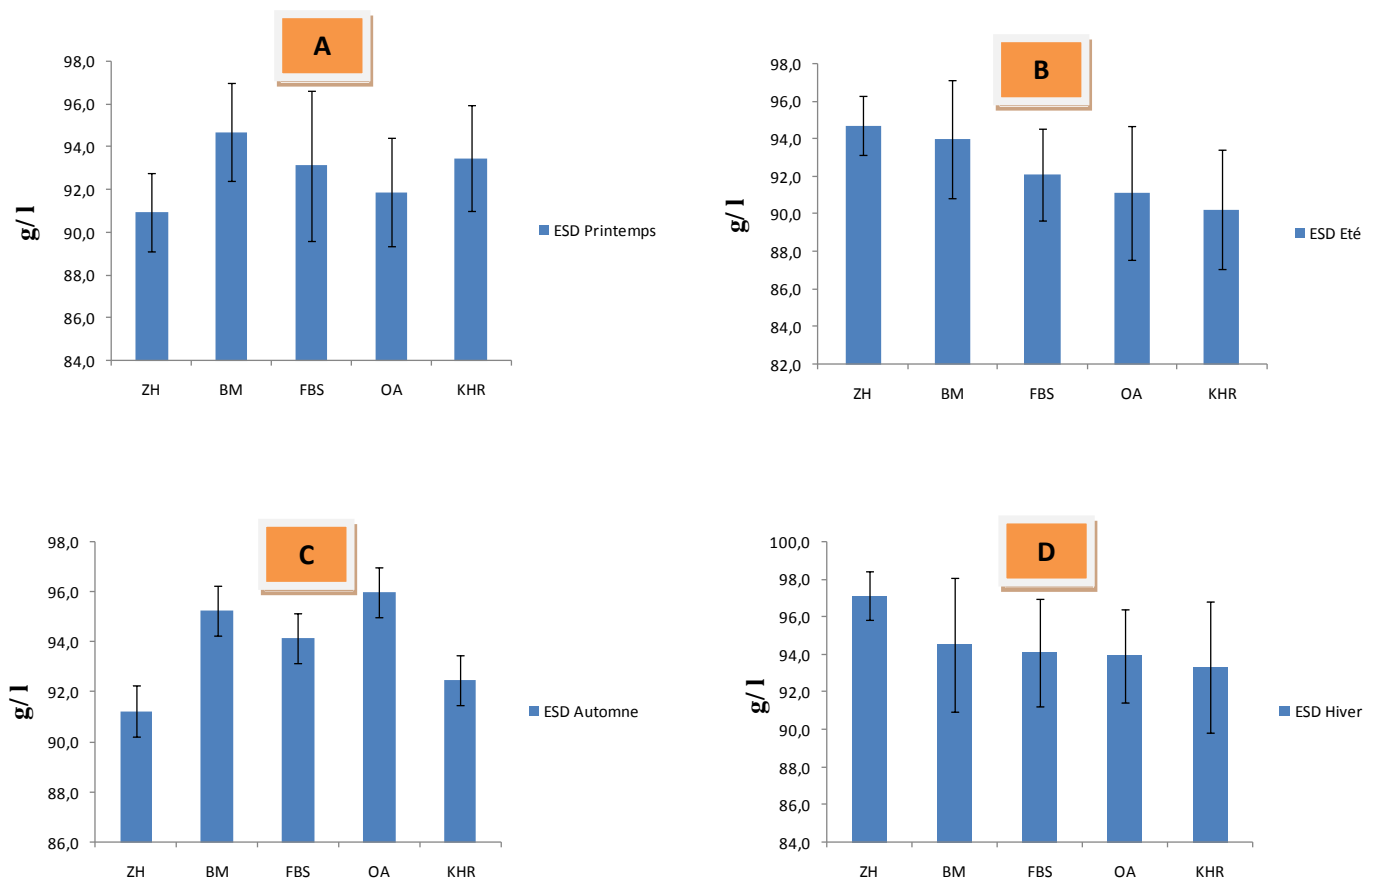 A
98,0
96,0
94,0
92,0
90,0
88,0
86,0
84,0
g/ l
ZH BM FBS OA KHR
ESD Printemps
B
98,0
96,0
94,0
92,0
90,0
88,0
86,0
84,0
82,0
g/ l
ZH BM FBS OA KHR
ESD Eté
C
98,0
96,0
94,0
92,0
90,0
88,0
86,0
g/ l
ZH BM FBS OA KHR
ESD Automne
D
100,0
98,0
96,0
94,0
92,0
90,0
88,0
86,0
84,0
g/ l
ZH BM FBS OA KHR
ESD Hiver